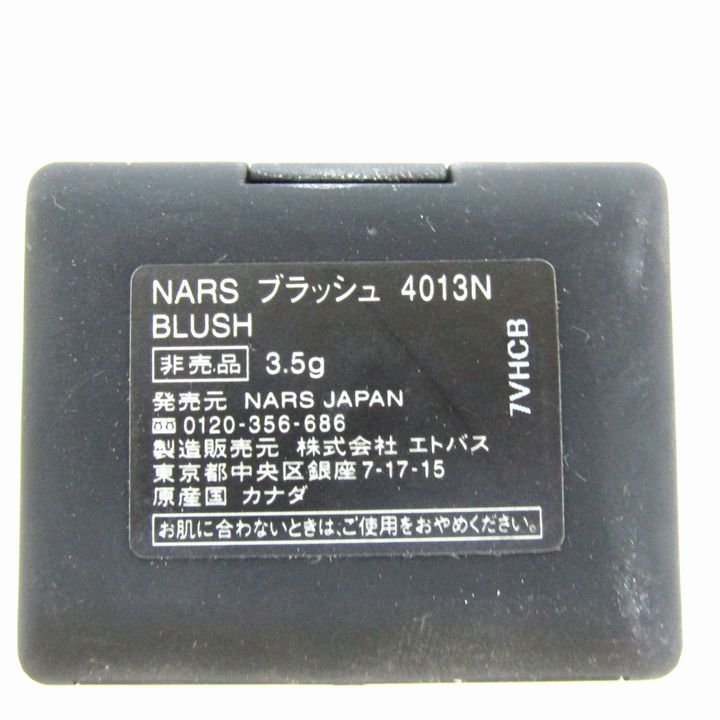 NARS ブラッシュ 4013N
BLUSH
非売品 3.5g
発売元 NARS JAPAN
0120-356-686
製造販売元 株式会社 エトバス
東京都中央区銀座7-17-15
原産国 カナダ
お肌に合わないときは、ご使用をおやめください。
7VHCB